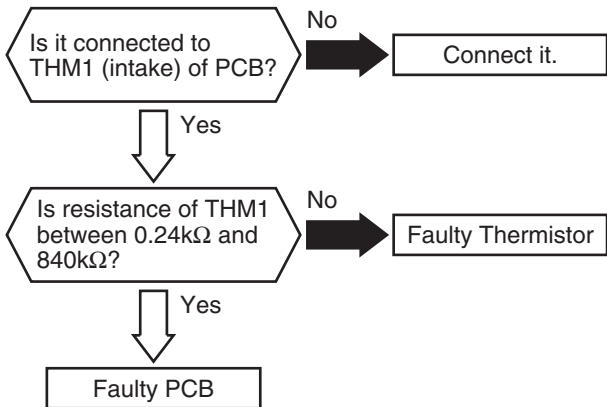 Is it connected to
THM1 (intake) of PCB?
No
Connect it.
Yes
Is resistance of THM1
between 0.24kΩ and
840kΩ?
No
Faulty Thermistor
Yes
Faulty PCB